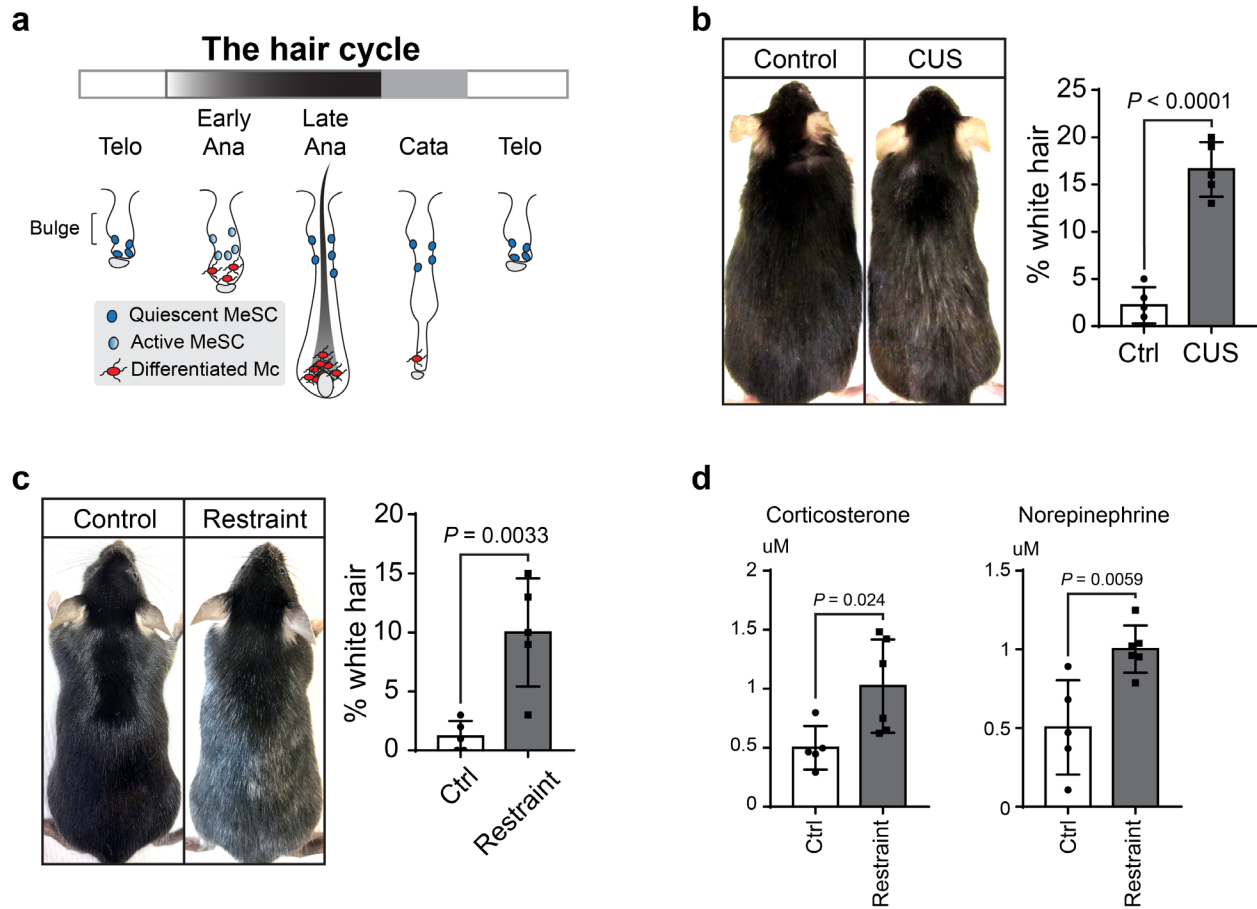 a
The hair cycle
Telo
Early
Ana
Late
Ana
Cata
Telo
Bulge
Quiescent MeSC
Active MeSC
Differentiated Mc
b
Control
CUS
% white hair
25
20
15
10
5
0
P < 0.0001
Ctrl
CUS
c
Control
Restraint
% white hair
20
15
10
5
0
P = 0.0033
Ctrl
Restraint
d
Corticosterone
uM
2
1.5
1
0.5
0
P = 0.024
Ctrl
Restraint
Norepinephrine
uM
1.5
1
0.5
0
P = 0.0059
Ctrl
Restraint